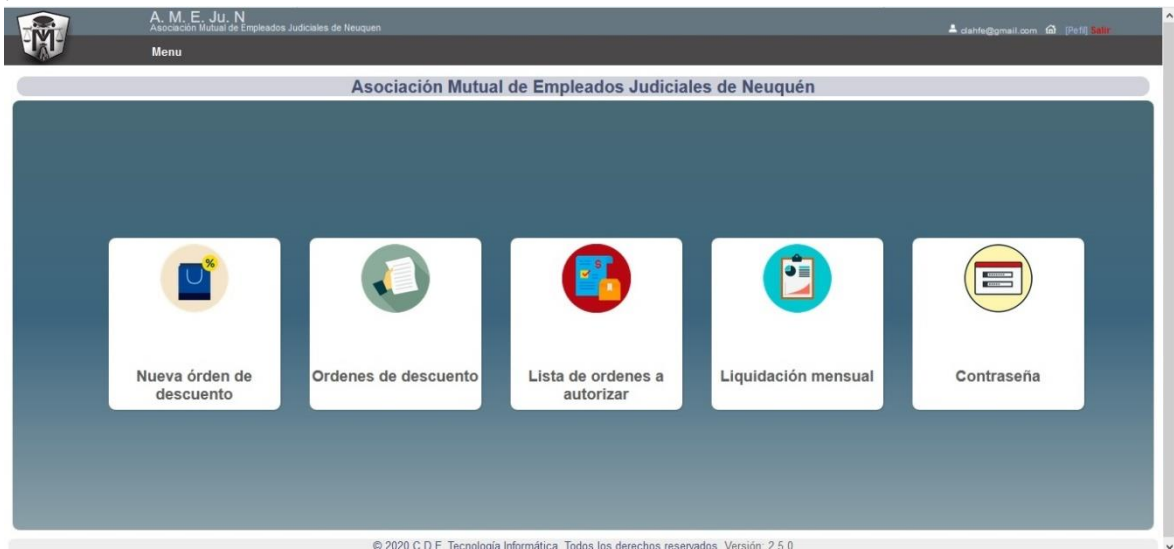 A. M. E. Ju. N
Asociación Mutual de Empleados Judiciales de Neuquen
clahfe@gmail.com [Pefil] Salir
Menu
Asociación Mutual de Empleados Judiciales de Neuquén
%
Nueva órden de
descuento
Ordenes de descuento
$
Lista de ordenes a
autorizar
Liquidación mensual
Contraseña
© 2020 C.D.F. Tecnología Informática. Todos los derechos reservados. Versión: 2.5.0